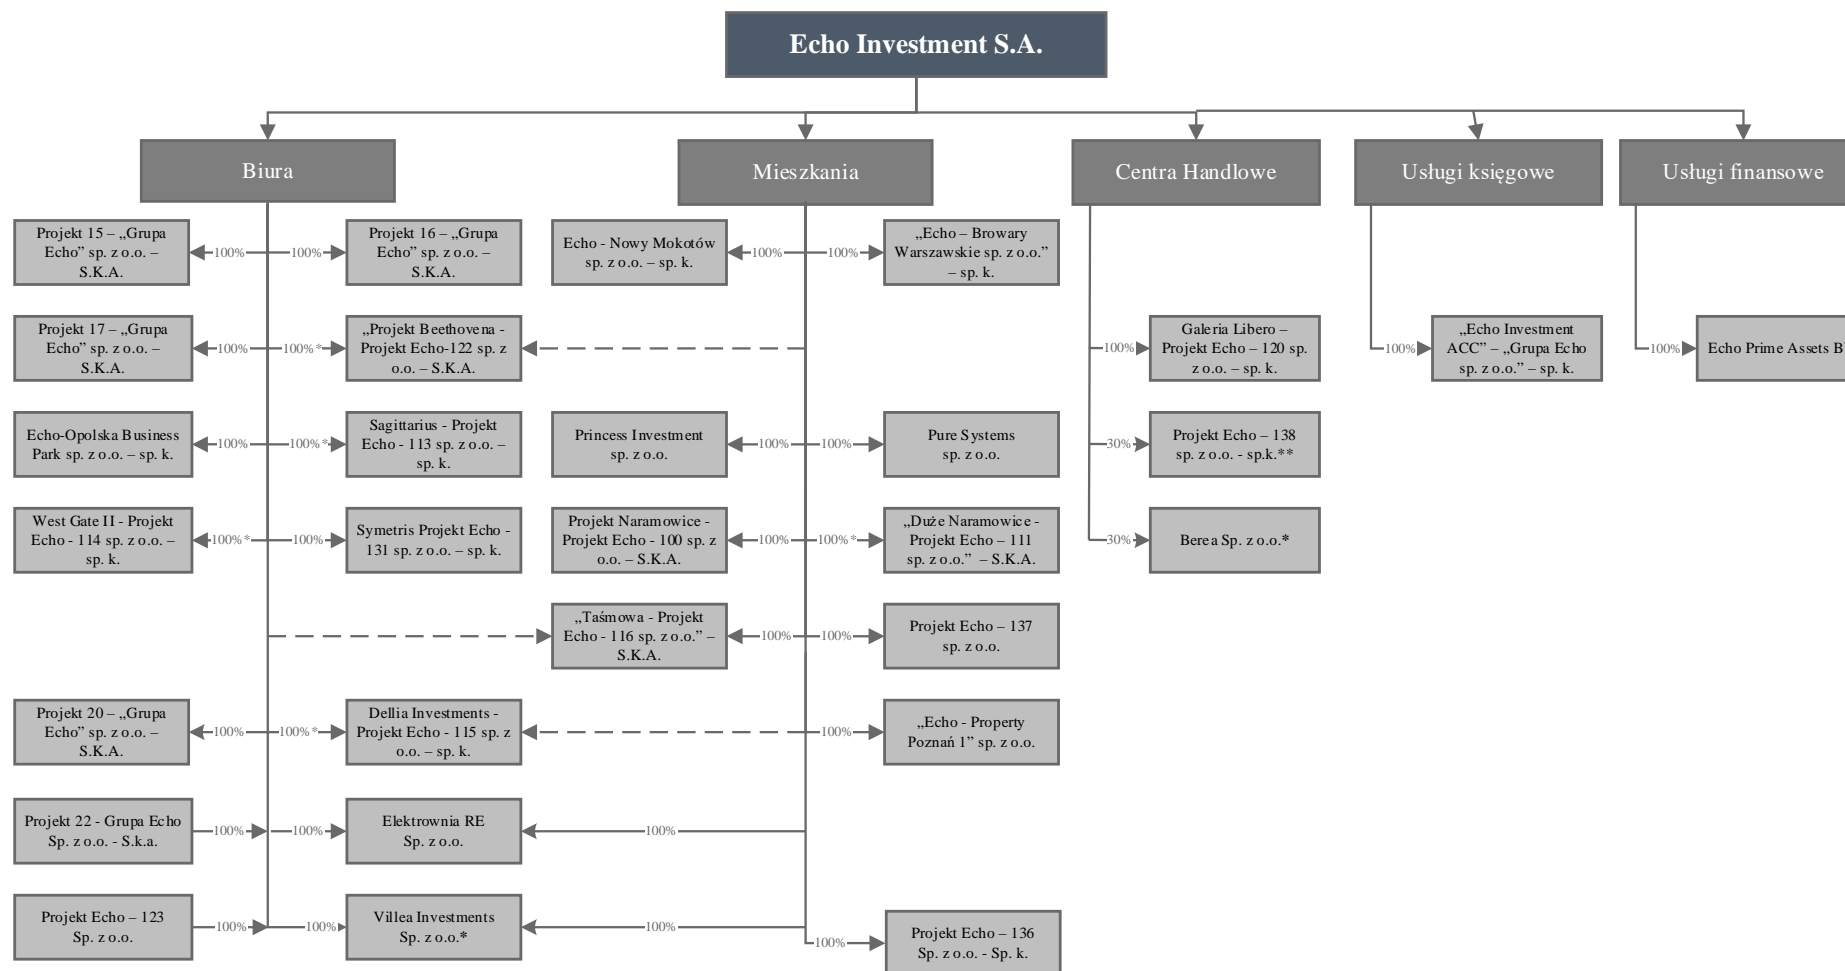 Echo Investment S.A.
Biura
Mieszkania
Centra Handlowe
Usługi księgowe
Usługi finansowe
Projekt 15 – „Grupa
Echo” sp. z o.o. –
S.K.A.
100%
100%
Projekt 16 – „Grupa
Echo” sp. z o.o. –
S.K.A.
Echo - Nowy Mokotów
sp. z o.o. – sp. k.
100%
100%
„Echo – Browary
Warszawskie sp. z o.o.”
– sp. k.
Projekt 17 – „Grupa
Echo” sp. z o.o. –
S.K.A.
100%
100% *
„Projekt Beethovena -
Projekt Echo-122 sp. z
o.o. – S.K.A.
100%
Galeria Libero –
Projekt Echo – 120 sp.
z o.o. – sp. k.
100%
„Echo Investment
ACC” – „Grupa Echo
sp. z o.o.” – sp. k.
100%
Echo Prime Assets B
Echo-Opolska Business
Park sp. z o.o. – sp. k.
100%
100% *
Sagittarius - Projekt
Echo - 113 sp. z o.o. –
sp. k.
Princess Investment
sp. z o.o.
100%
100%
Pure Systems
sp. z o.o.
30%
Projekt Echo – 138
sp. z o.o. - sp.k.**
West Gate II - Projekt
Echo - 114 sp. z o.o. –
sp. k.
100% *
100%
Symetris Projekt Echo -
131 sp. z o.o. – sp. k.
Projekt Naramowice -
Projekt Echo - 100 sp. z
o.o. – S.K.A.
100%
100% *
„Duże Naramowice -
Projekt Echo – 111
sp. z o.o.” – S.K.A.
30%
Berea Sp. z o.o.*
„Taśmowa - Projekt
Echo - 116 sp. z o.o.” –
S.K.A.
100%
100%
Projekt Echo – 137
sp. z o.o.
Projekt 20 – „Grupa
Echo” sp. z o.o. –
S.K.A.
100%
100% *
Dellia Investments -
Projekt Echo - 115 sp. z
o.o. – sp. k.
100%
„Echo - Property
Poznań 1” sp. z o.o.
Projekt 22 - Grupa Echo
Sp. z o.o. - S.k.a.
100%
100%
Elektrownia RE
Sp. z o.o.
100%
Projekt Echo – 123
Sp. z o.o.
100%
100%
Villea Investments
Sp. z o.o.*
100%
100%
Projekt Echo – 136
Sp. z o.o. - Sp. k.